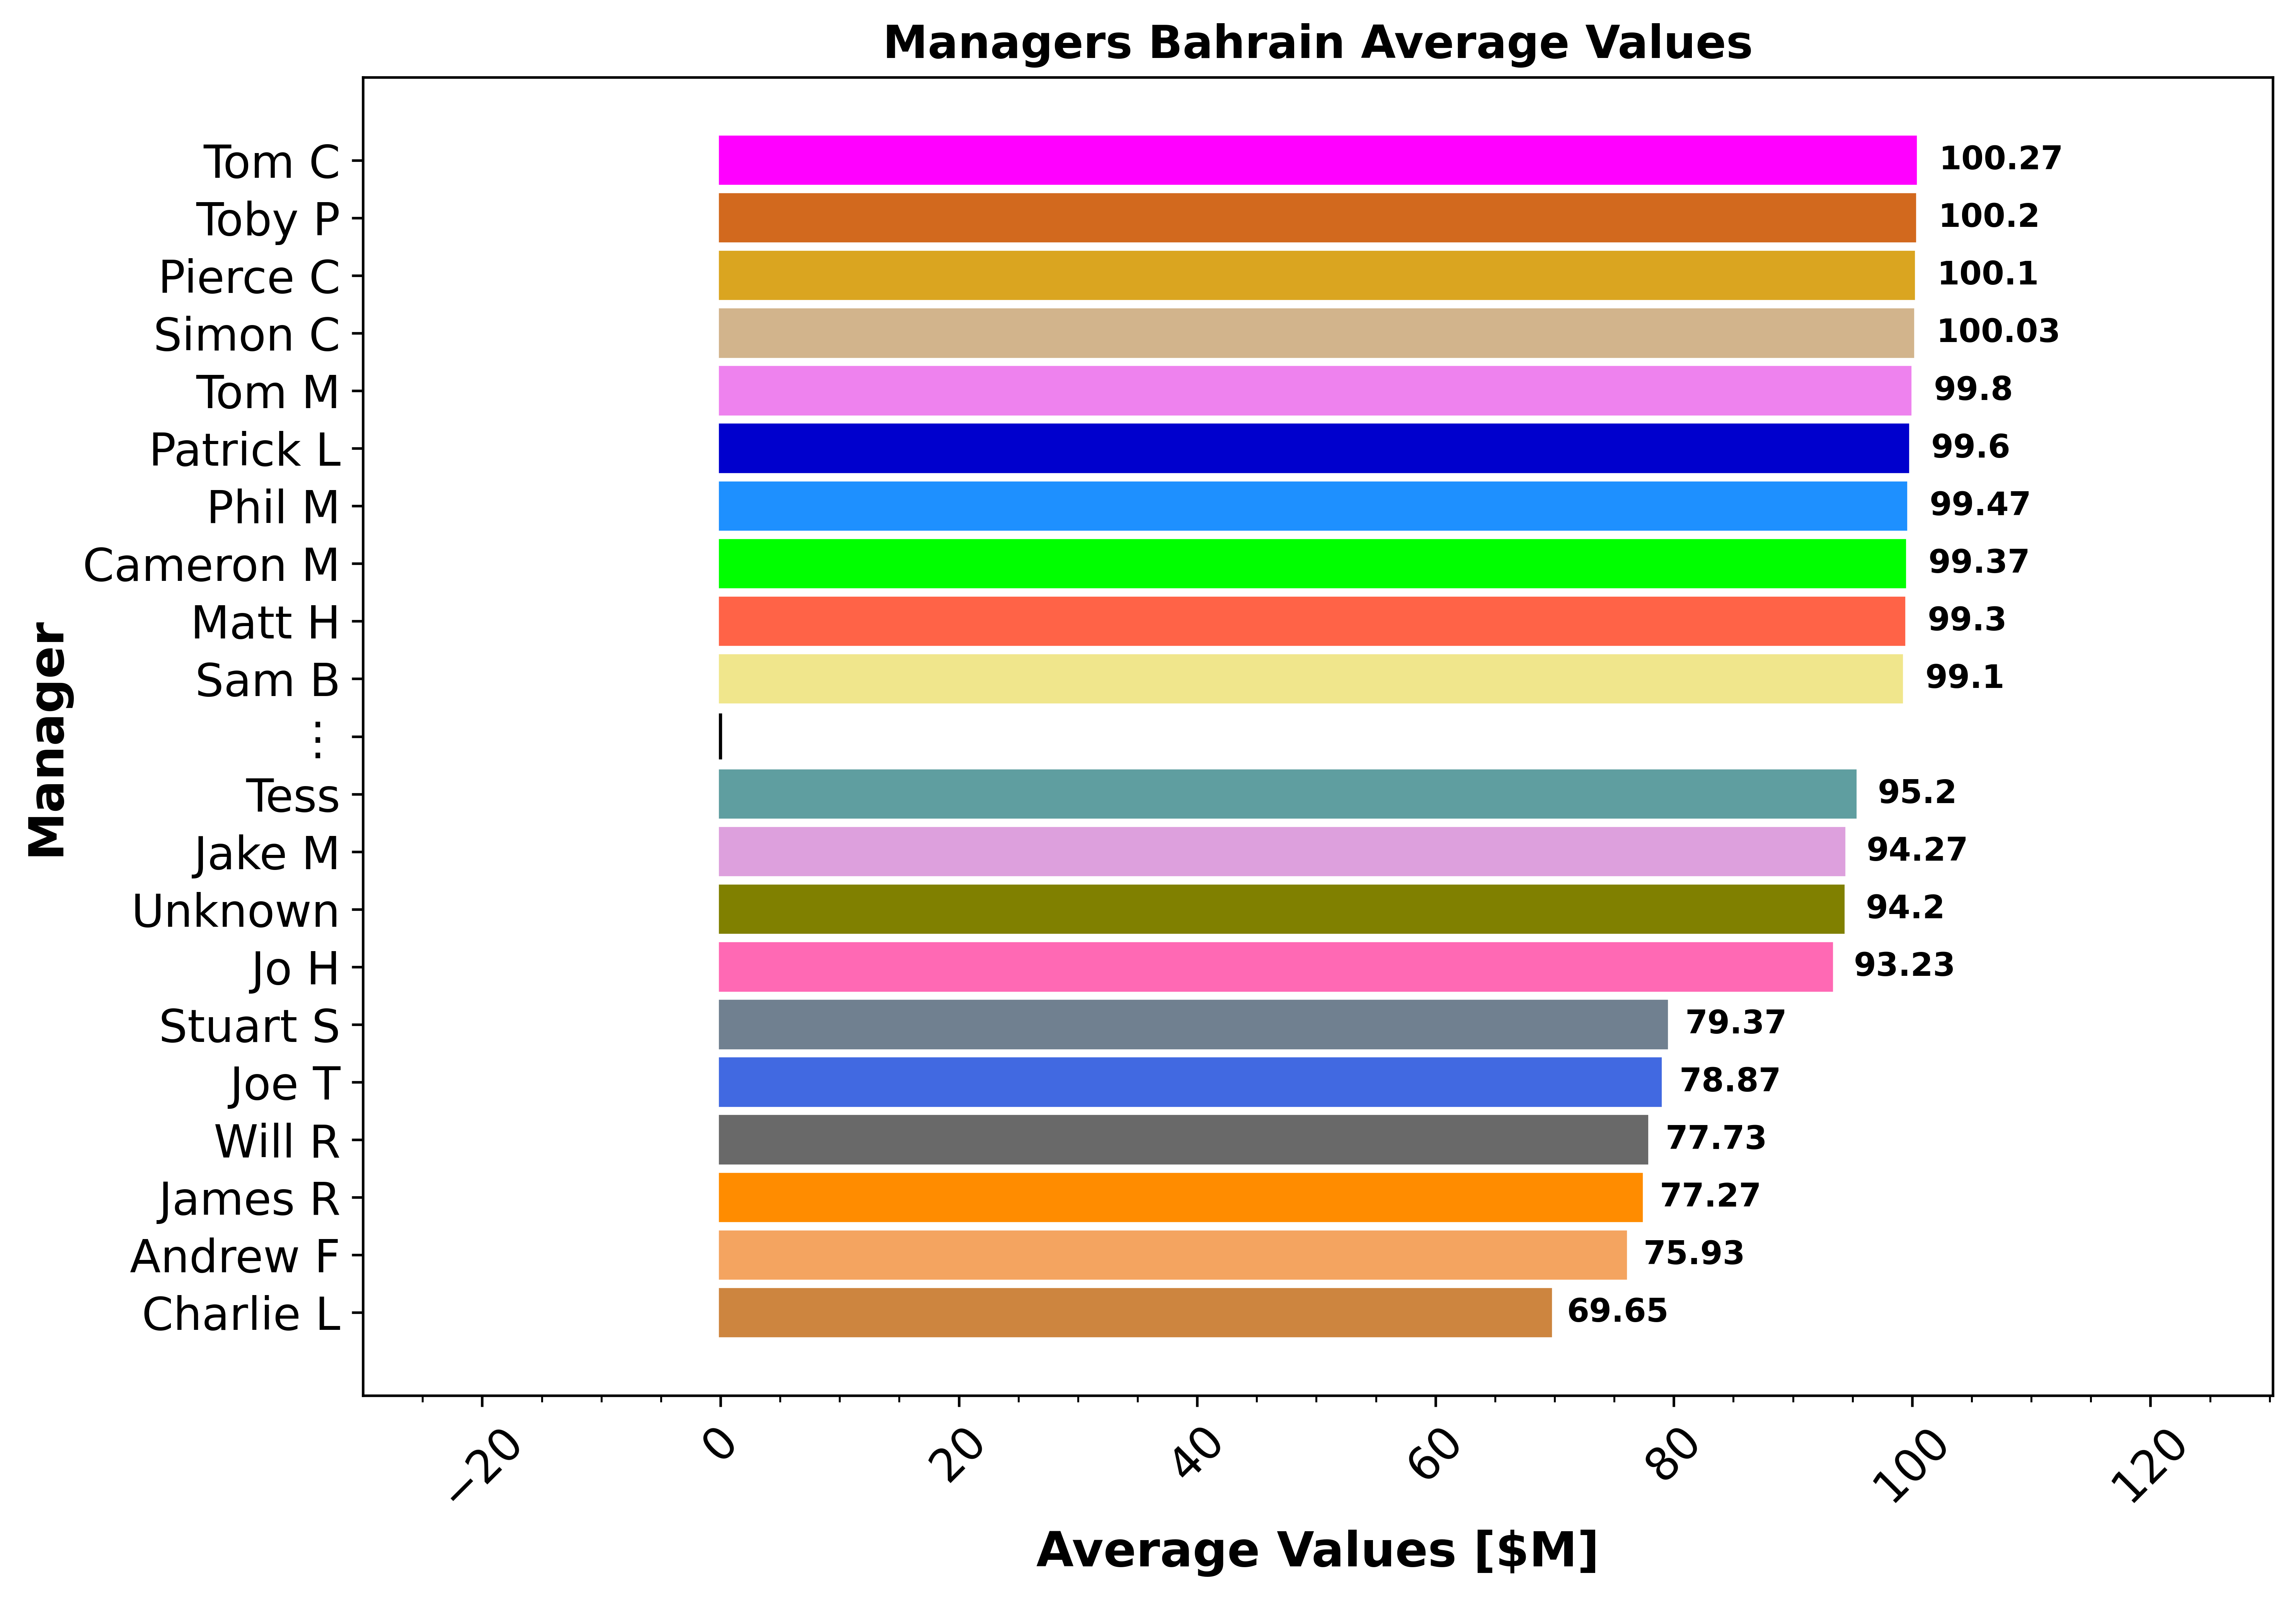 Managers Bahrain Average Values
Manager
Tom C 100.27
Toby P 100.2
Pierce C 100.1
Simon C 100.03
Tom M 99.8
Patrick L 99.6
Phil M 99.47
Cameron M 99.37
Matt H 99.3
Sam B 99.1
⋮
Tess 95.2
Jake M 94.27
Unknown 94.2
Jo H 93.23
Stuart S 79.37
Joe T 78.87
Will R 77.73
James R 77.27
Andrew F 75.93
Charlie L 69.65
−20 0 20 40 60 80 100 120
Average Values [$M]